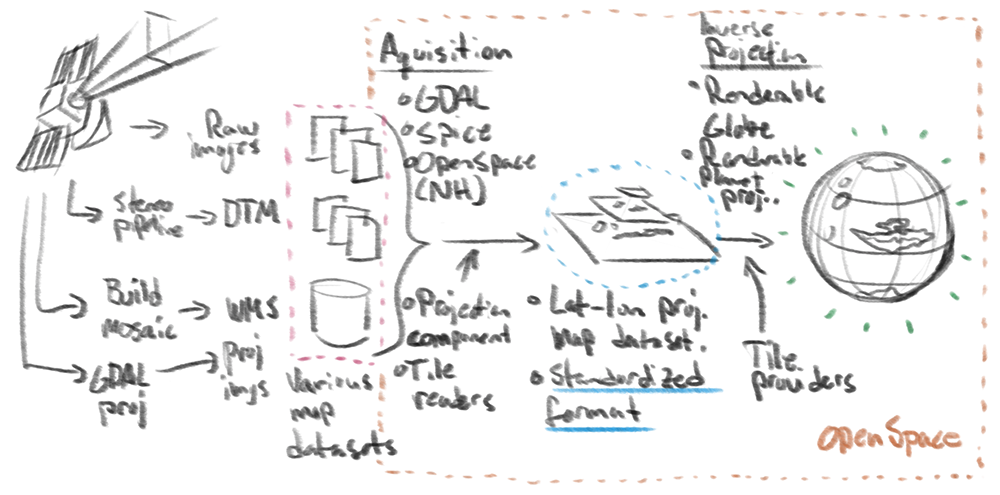 Raw
images
stereo
pipeline
DTM
Build
mosaic
WMS
GDAL
proj
proj
imgs
Various
map
datasets
Aquisition
GDAL
Spice
OpenSpace
(NH)
Projection
component
Tile
readers
Lat-lon proj.
Map dataset.
Standardized
format
Inverse
projection
Renderable
Globe
Renderable
Planet
proj..
Tile
providers
OpenSpace